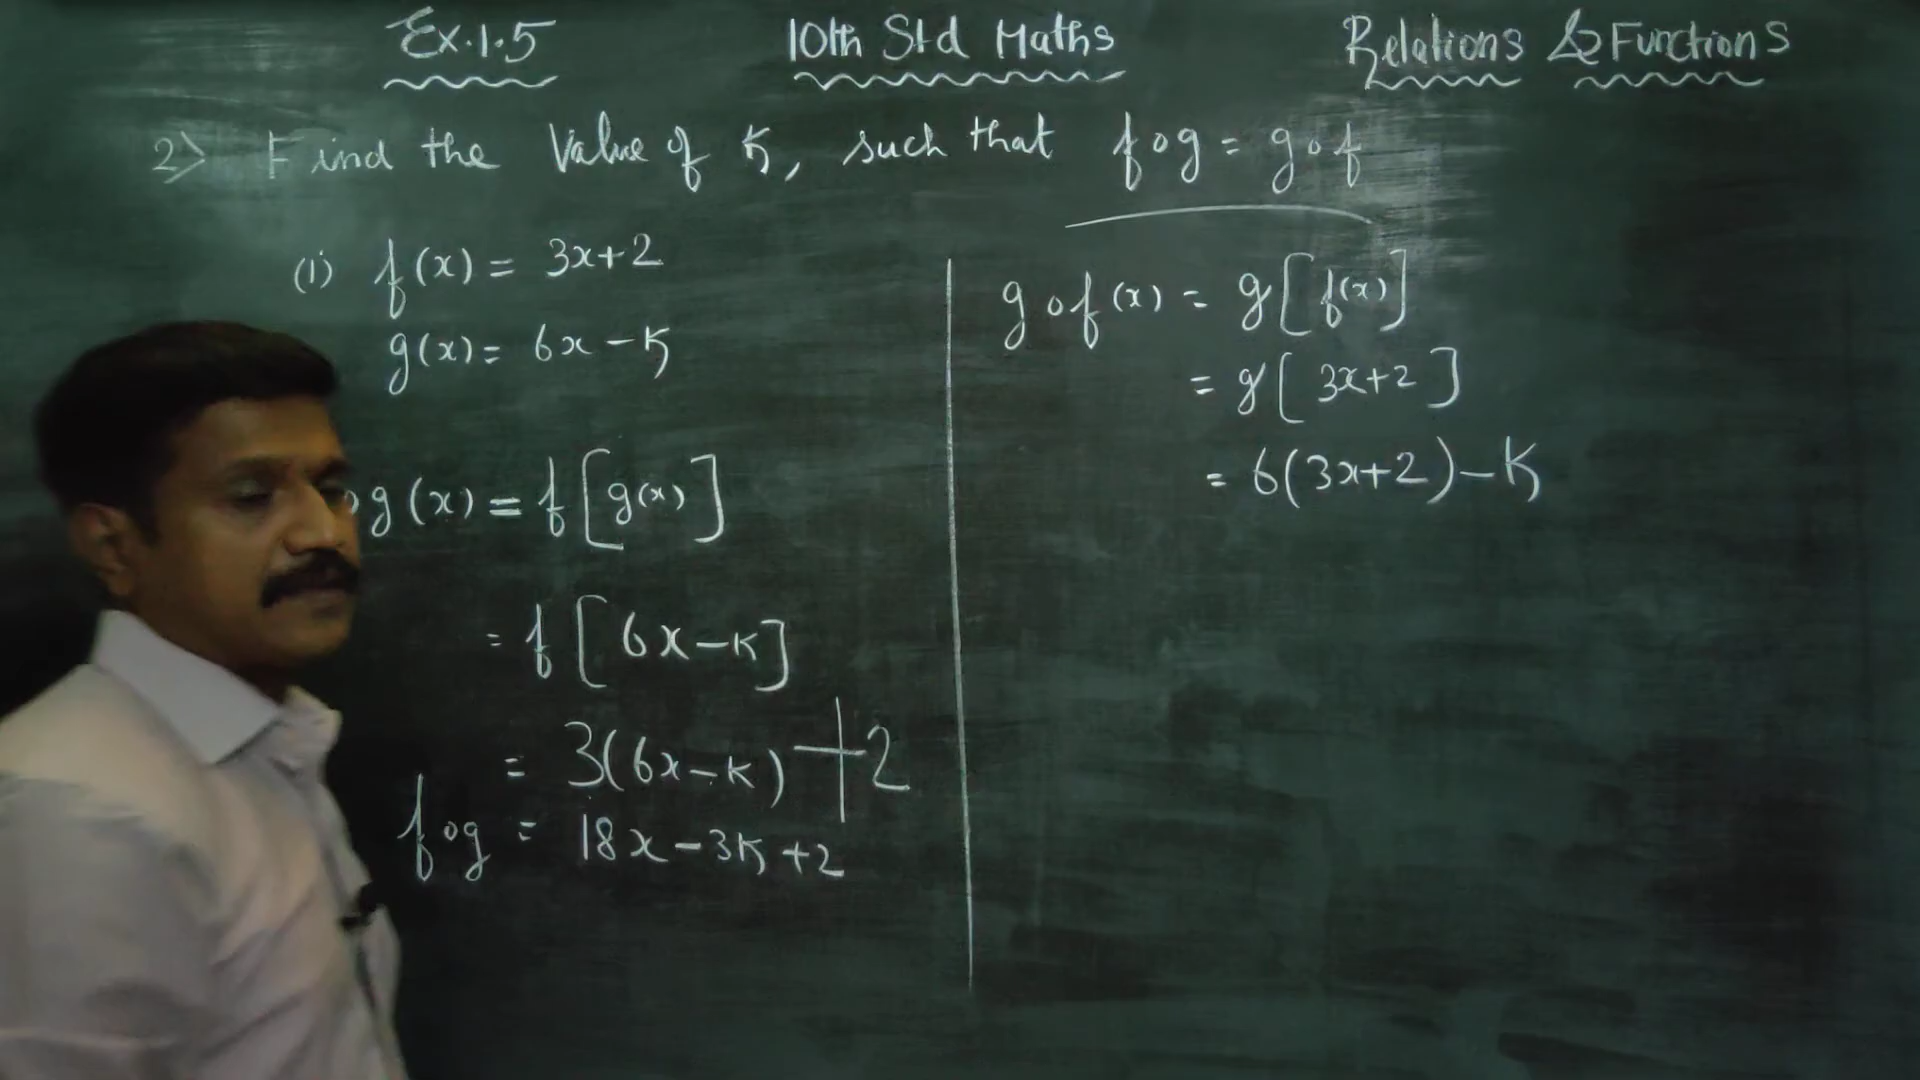 Ex.1.5 10th Std Maths Relations & Functions
2) Find the Value of K, such that fog = gof
(i) f(x) = 3x+2
g(x) = 6x-K
og(x) = f[g(x)]
= f[6x-K]
= 3(6x-K)+2
fog = 18x-3K+2
gof(x) = g[f(x)]
= g[3x+2]
= 6(3x+2)-K